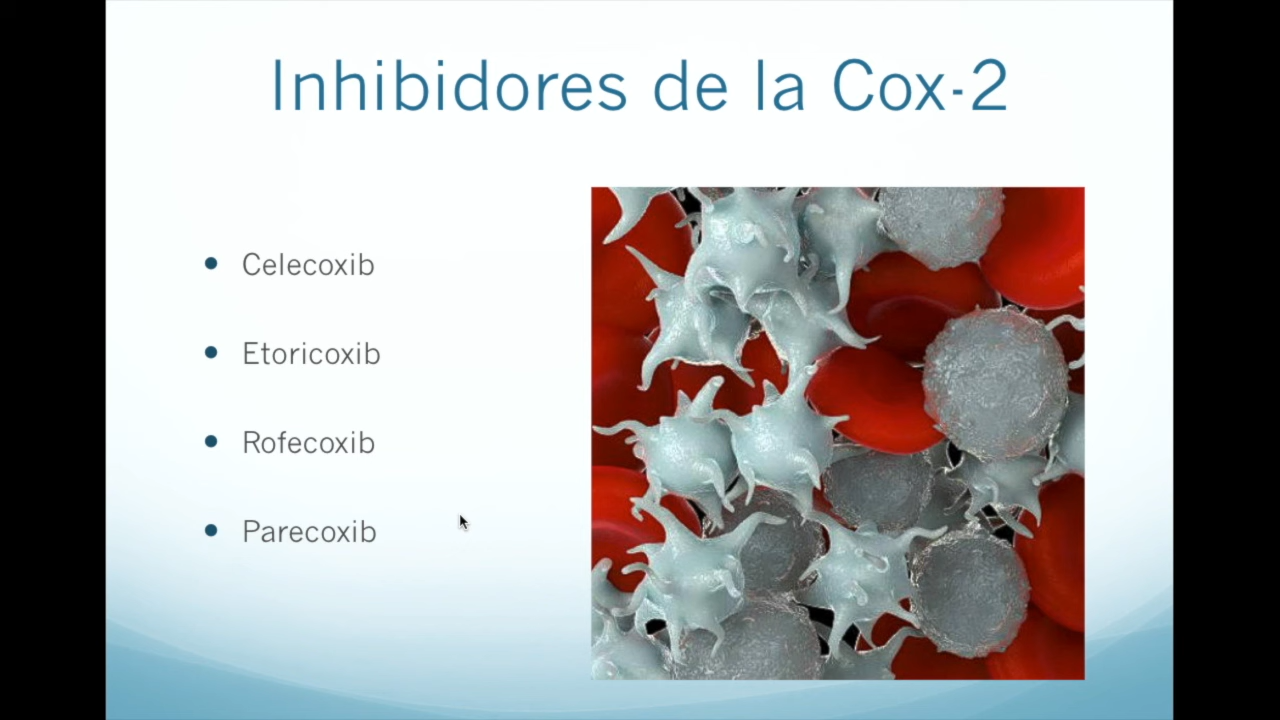 Inhibidores de la Cox-2
• Celecoxib
• Etoricoxib
• Rofecoxib
• Parecoxib